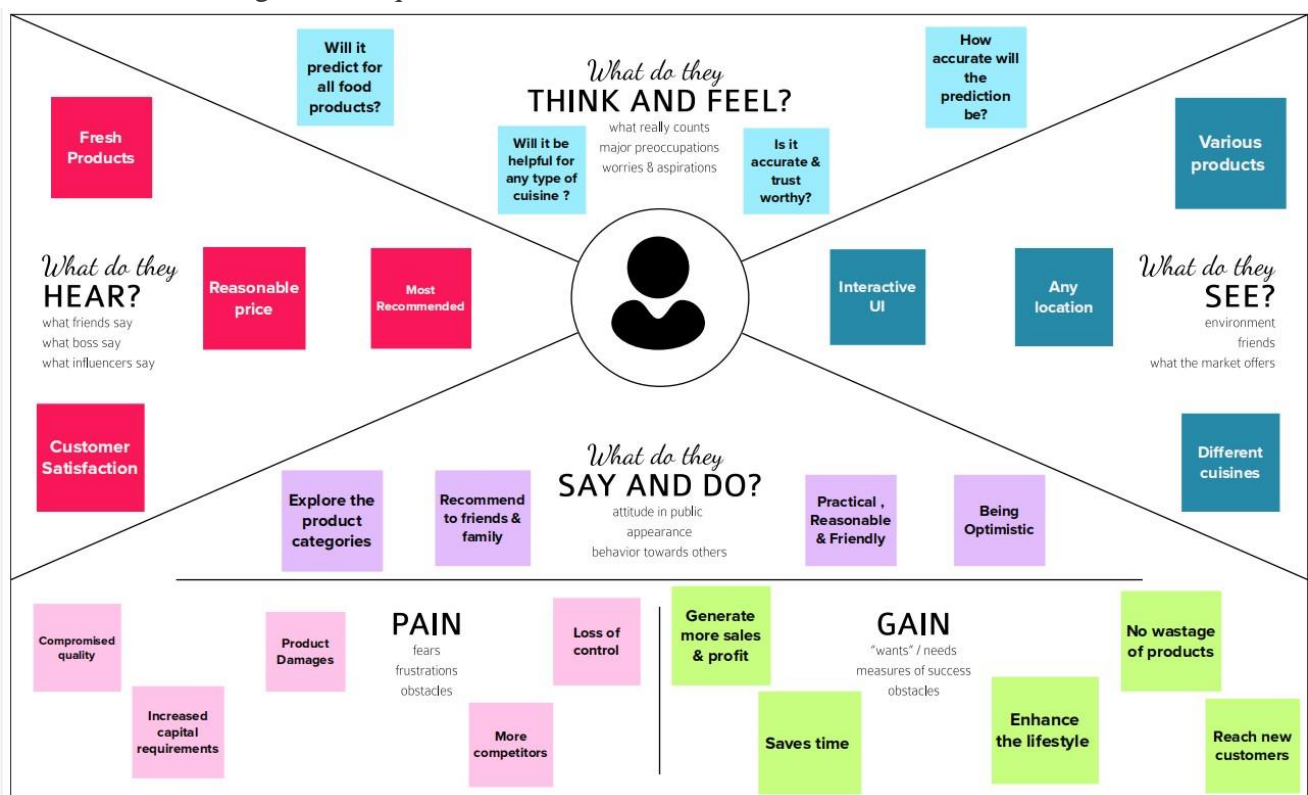 Will it
predict for
all food
products?
What do they
THINK AND FEEL?
what really counts
major preoccupations
worries & aspirations
How
accurate will
the
prediction
be?
Will it be
helpful for
any type of
cuisine ?
Is it
accurate &
trust
worthy?
Fresh
Products
What do they
HEAR?
what friends say
what boss say
what influencers say
Reasonable
price
Most
Recommended
Customer
Satisfaction
Various
products
Interactive
UI
Any
location
What do they
SEE?
environment
friends
what the market offers
Different
cuisines
What do they
SAY AND DO?
attitude in public
appearance
behavior towards others
Explore the
product
categories
Recommend
to friends &
family
Practical ,
Reasonable
& Friendly
Being
Optimistic
PAIN
fears
frustrations
obstacles
Compromised
quality
Increased
capital
requirements
Product
Damages
More
competitors
Loss of
control
GAIN
"wants" / needs
measures of success
obstacles
Generate
more sales
& profit
Saves time
Enhance
the lifestyle
No wastage
of products
Reach new
customers